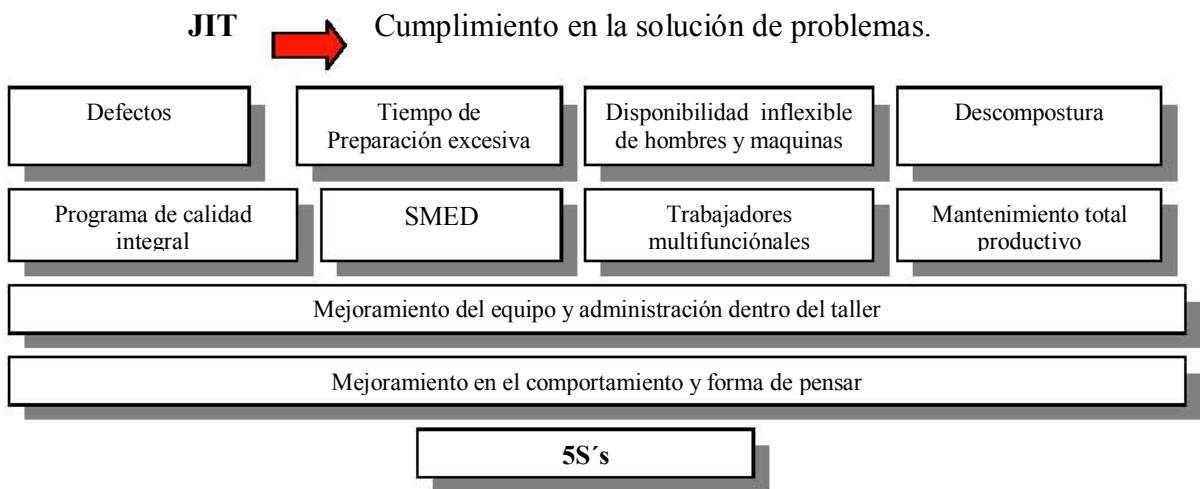 JIT Cumplimiento en la solución de problemas.
Defectos
Tiempo de
Preparación excesiva
Disponibilidad inflexible
de hombres y maquinas
Descompostura
Programa de calidad
integral
SMED
Trabajadores
multifunciónales
Mantenimiento total
productivo
Mejoramiento del equipo y administración dentro del taller
Mejoramiento en el comportamiento y forma de pensar
5S´s